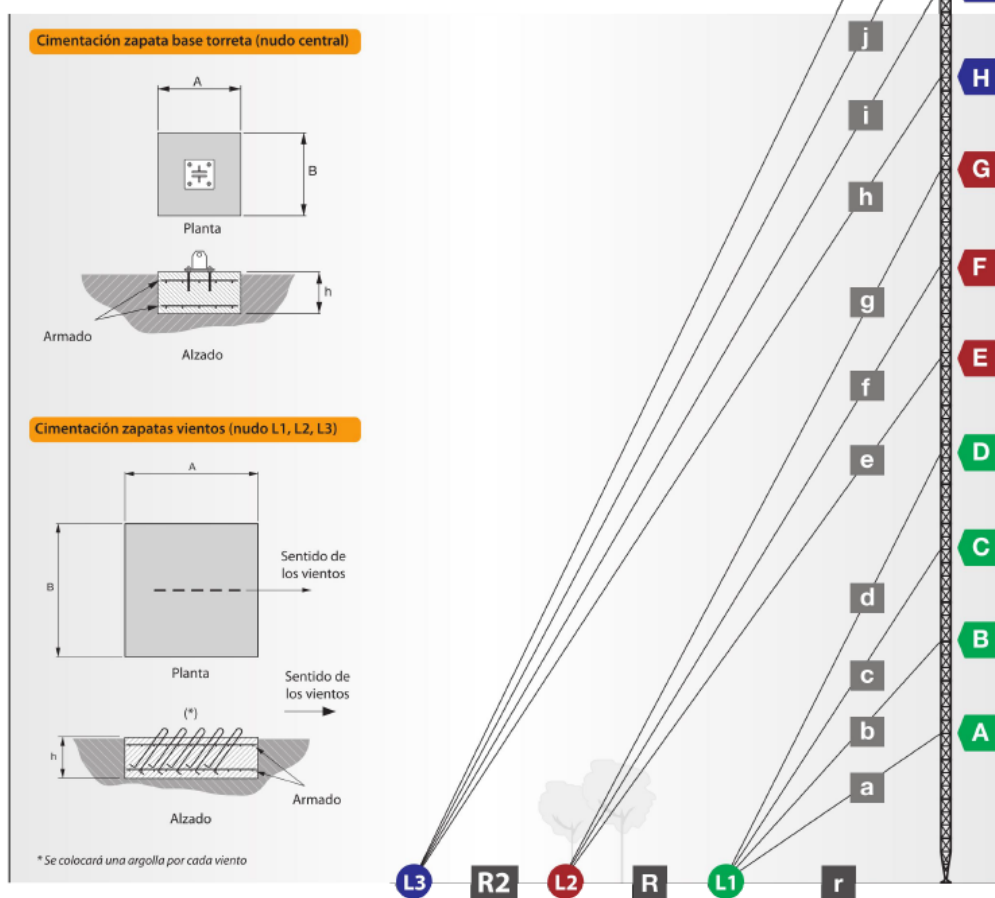 Cimentación zapata base torreta (nudo central)
A
B
Planta
h
Armado
Alzado
Cimentación zapatas vientos (nudo L1, L2, L3)
A
B
Sentido de
los vientos
Planta
Sentido de
los vientos
(*)
h
Armado
Alzado
* Se colocará una argolla por cada viento
j
i
h
g
f
e
d
c
b
a
H
G
F
E
D
C
B
A
L3
R2
L2
R
L1
r